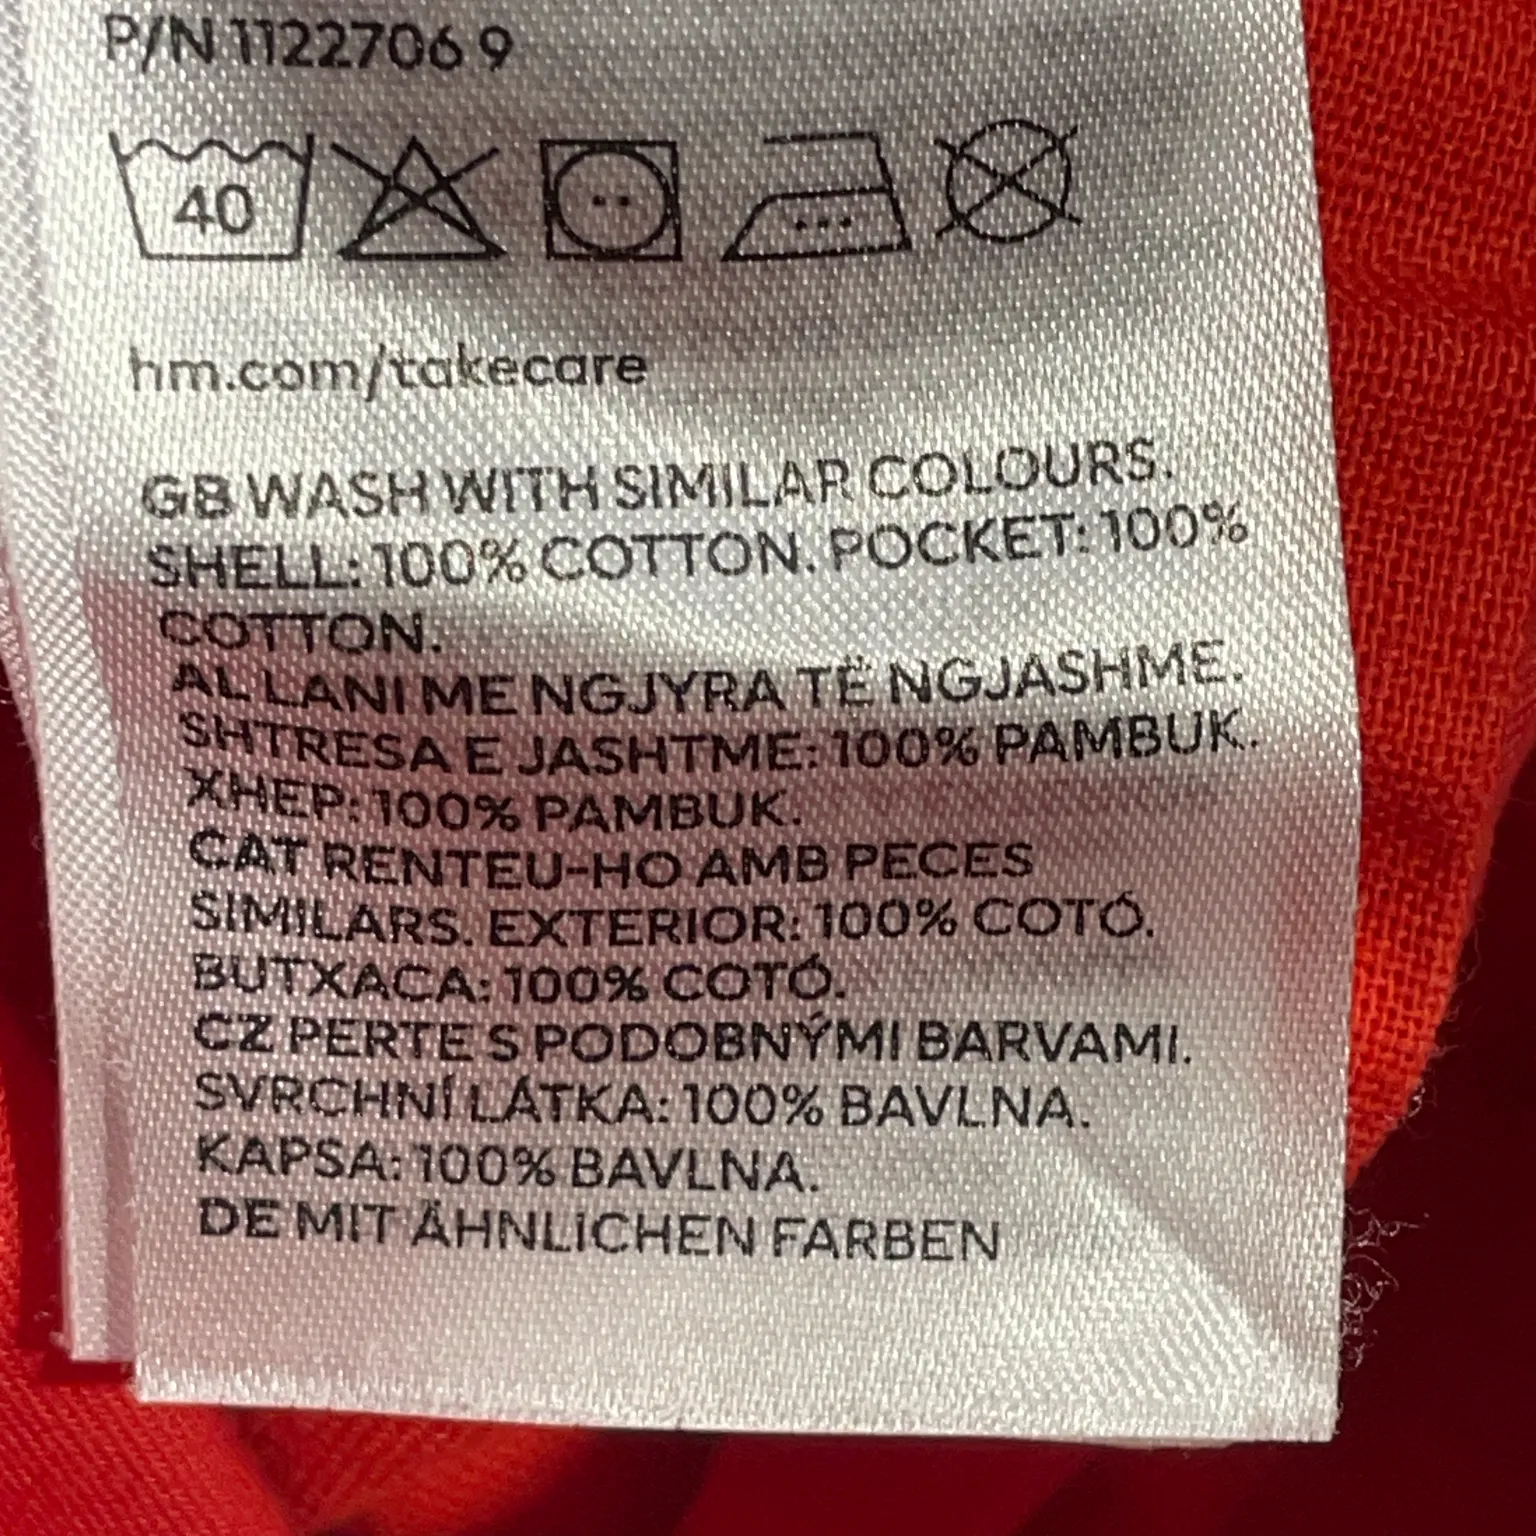 P/N 1122706 9
40
hm.com/takecare
GB WASH WITH SIMILAR COLOURS.
SHELL: 100% COTTON. POCKET: 100%
COTTON.
AL LANI ME NGJYRA TË NGJASHME.
SHTRESA E JASHTME: 100% PAMBUK.
XHEP: 100% PAMBUK.
CAT RENTEU-HO AMB PECES
SIMILARS. EXTERIOR: 100% COTÓ.
BUTXACA: 100% COTÓ.
CZ PERTE S PODOBNÝMI BARVAMI.
SVRCHNÍ LÁTKA: 100% BAVLNA.
KAPSA: 100% BAVLNA.
DE MIT ÄHNLICHEN FARBEN